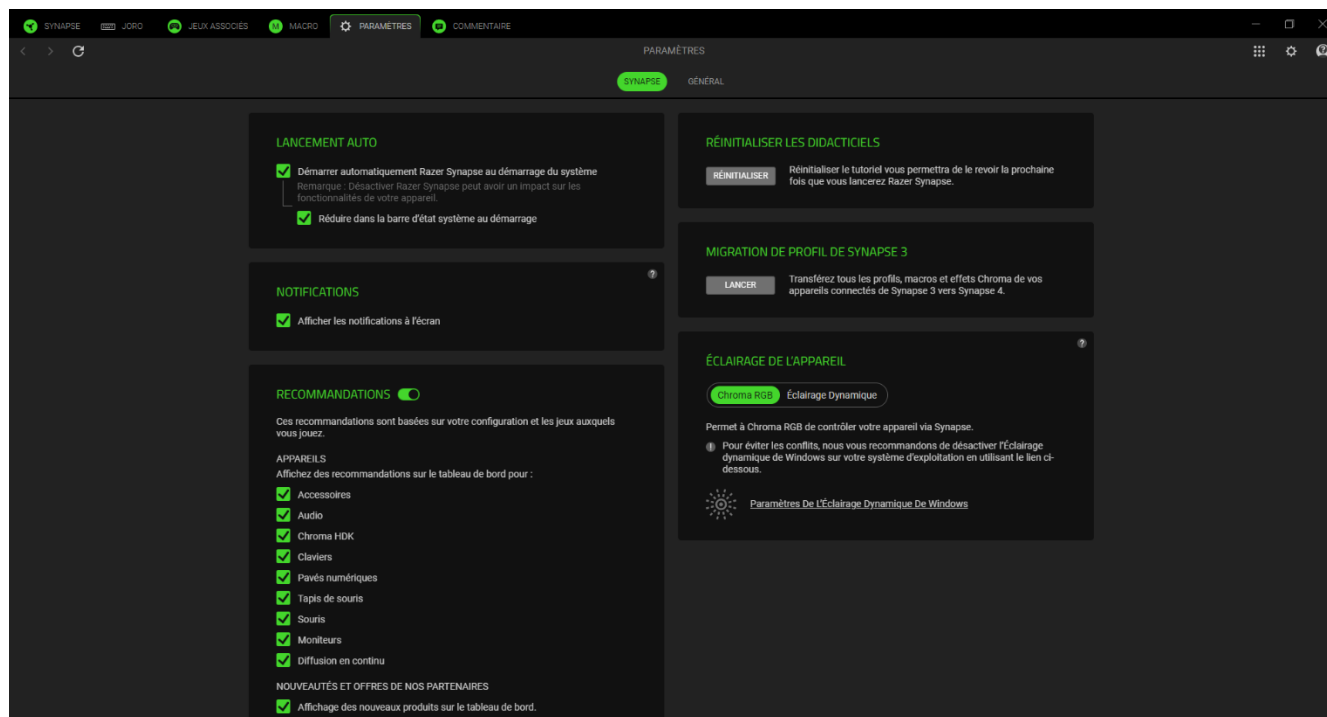 SYNAPSE JORO JEUX ASSOCIÉS M MACRO PARAMÈTRES COMMENTAIRE
PARAMÈTRES
SYNAPSE GÉNÉRAL
LANCEMENT AUTO
Démarrer automatiquement Razer Synapse au démarrage du système
Remarque : Désactiver Razer Synapse peut avoir un impact sur les
fonctionnalités de votre appareil.
Réduire dans la barre d'état système au démarrage
NOTIFICATIONS
?
Afficher les notifications à l'écran
RECOMMANDATIONS
Ces recommandations sont basées sur votre configuration et les jeux auxquels
vous jouez.
APPAREILS
Affichez des recommandations sur le tableau de bord pour :
Accessoires
Audio
Chroma HDK
Claviers
Pavés numériques
Tapis de souris
Souris
Moniteurs
Diffusion en continu
NOUVEAUTÉS ET OFFRES DE NOS PARTENAIRES
Affichage des nouveaux produits sur le tableau de bord.
RÉINITIALISER LES DIDACTICIELS
RÉINITIALISER
Réinitialiser le tutoriel vous permettra de le revoir la prochaine
fois que vous lancerez Razer Synapse.
MIGRATION DE PROFIL DE SYNAPSE 3
LANCER
Transférez tous les profils, macros et effets Chroma de vos
appareils connectés de Synapse 3 vers Synapse 4.
?
ÉCLAIRAGE DE L'APPAREIL
Chroma RGB Éclairage Dynamique
Permet à Chroma RGB de contrôler votre appareil via Synapse.
Pour éviter les conflits, nous vous recommandons de désactiver l'Éclairage
dynamique de Windows sur votre système d'exploitation en utilisant le lien ci-
dessous.
Paramètres De L'Éclairage Dynamique De Windows